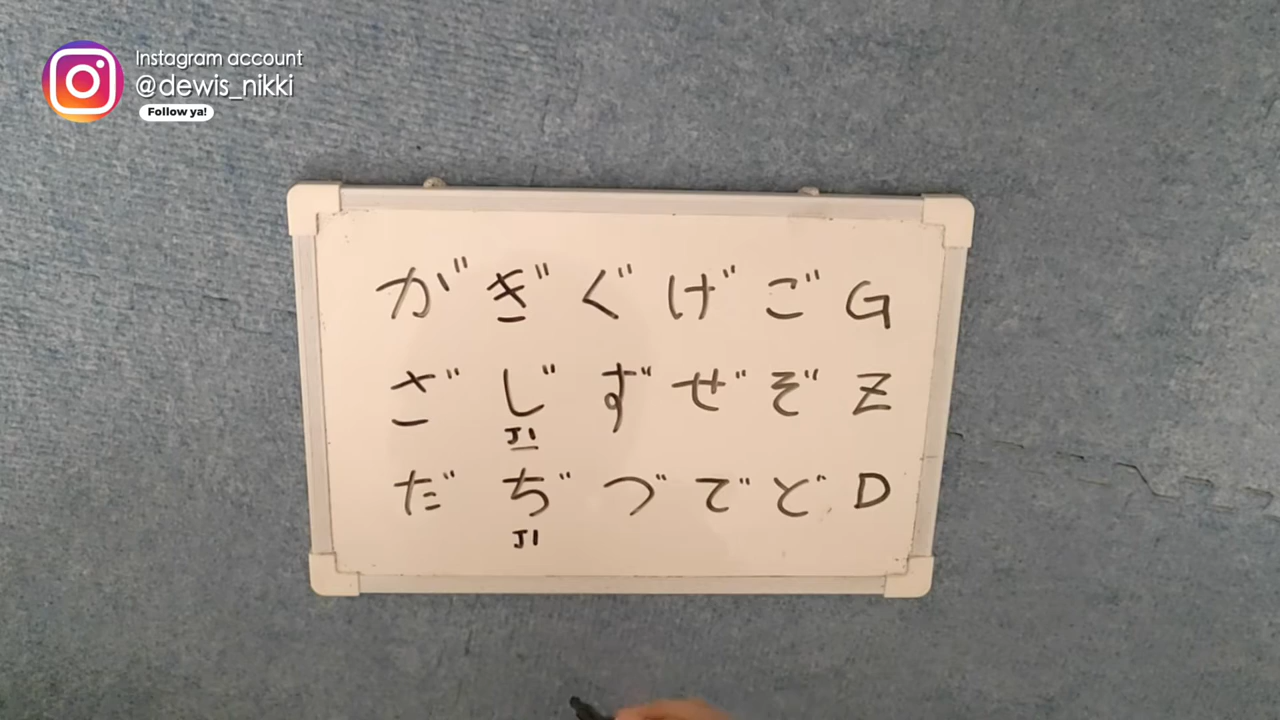 Instagram account
@dewis_nikki
Follow ya!
が ぎ ぐ げ ご G
ざ じ ず ぜ ぞ Z
JI
だ ぢ づ で ど D
JI